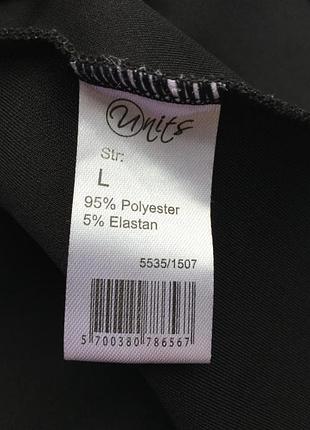 Units
Str:
L
95% Polyester
5% Elastan
5535/1507
5 700380 786567